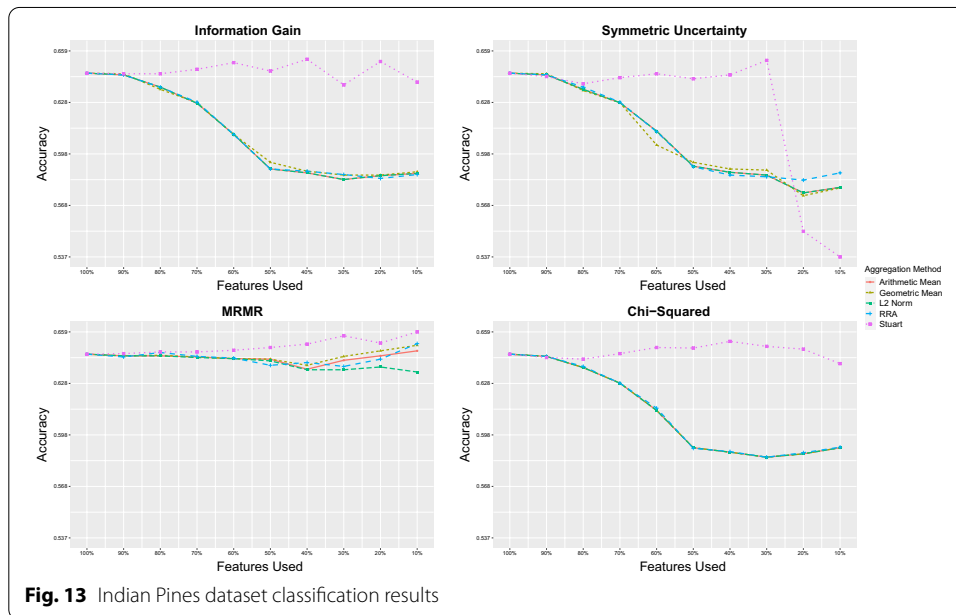 Information Gain
Symmetric Uncertainty
0.659
0.628
0.598
0.568
0.537
Accuracy
100% 90% 80% 70% 60% 50% 40% 30% 20% 10%
Features Used
0.659
0.628
0.598
0.568
0.537
Accuracy
100% 90% 80% 70% 60% 50% 40% 30% 20% 10%
Features Used
MRMR
Chi−Squared
0.659
0.628
0.598
0.568
0.537
Accuracy
100% 90% 80% 70% 60% 50% 40% 30% 20% 10%
Features Used
0.659
0.628
0.598
0.568
0.537
Accuracy
100% 90% 80% 70% 60% 50% 40% 30% 20% 10%
Features Used
Aggregation Method
Arithmetic Mean
Geometric Mean
L2 Norm
RRA
Stuart
Fig. 13 Indian Pines dataset classification results